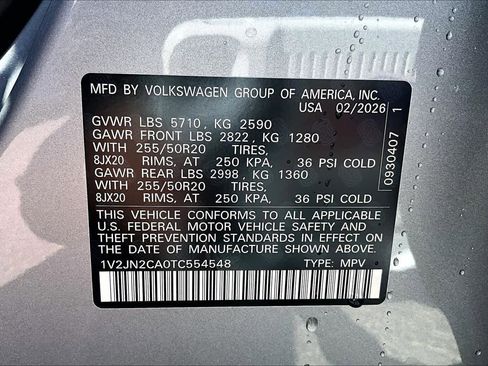 MFD BY VOLKSWAGEN GROUP OF AMERICA, INC.
USA 02/2026
GVWR LBS 5710, KG 2590
GAWR FRONT LBS 2822, KG 1280
WITH 255/50R20 TIRES,
8JX20 RIMS, AT 250 KPA, 36 PSI COLD
GAWR REAR LBS 2998, KG 1360
WITH 255/50R20 TIRES,
8JX20 RIMS, AT 250 KPA, 36 PSI COLD
THIS VEHICLE CONFORMS TO ALL APPLICABLE
U.S. FEDERAL MOTOR VEHICLE SAFETY AND
THEFT PREVENTION STANDARDS IN EFFECT ON
THE DATE OF MANUFACTURE SHOWN ABOVE.
1V2JN2CA0TC554548 TYPE: MPV
0930407 1